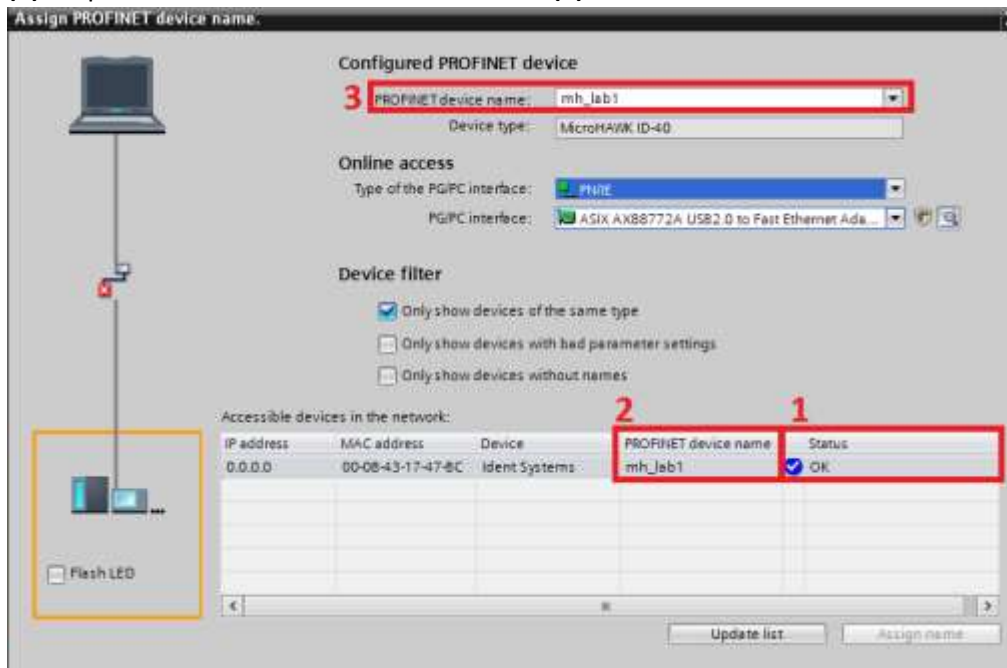 Assign PROFINET device name.
Configured PROFINET device
3 PROFINET device name: mh_lab1
Device type: MicroHAWK ID-40
Online access
Type of the PG/PC interface: PN/IE
PG/PC interface: ASIX AX88772A USB2.0 to Fast Ethernet Ada...
Device filter
Only show devices of the same type
Only show devices with bad parameter settings
Only show devices without names
Accessible devices in the network:
2 1
IP address MAC address Device PROFINET device name Status
0.0.0.0 00-08-43-17-47-BC Ident Systems mh_lab1 OK
...
Flash LED
Update list Assign name